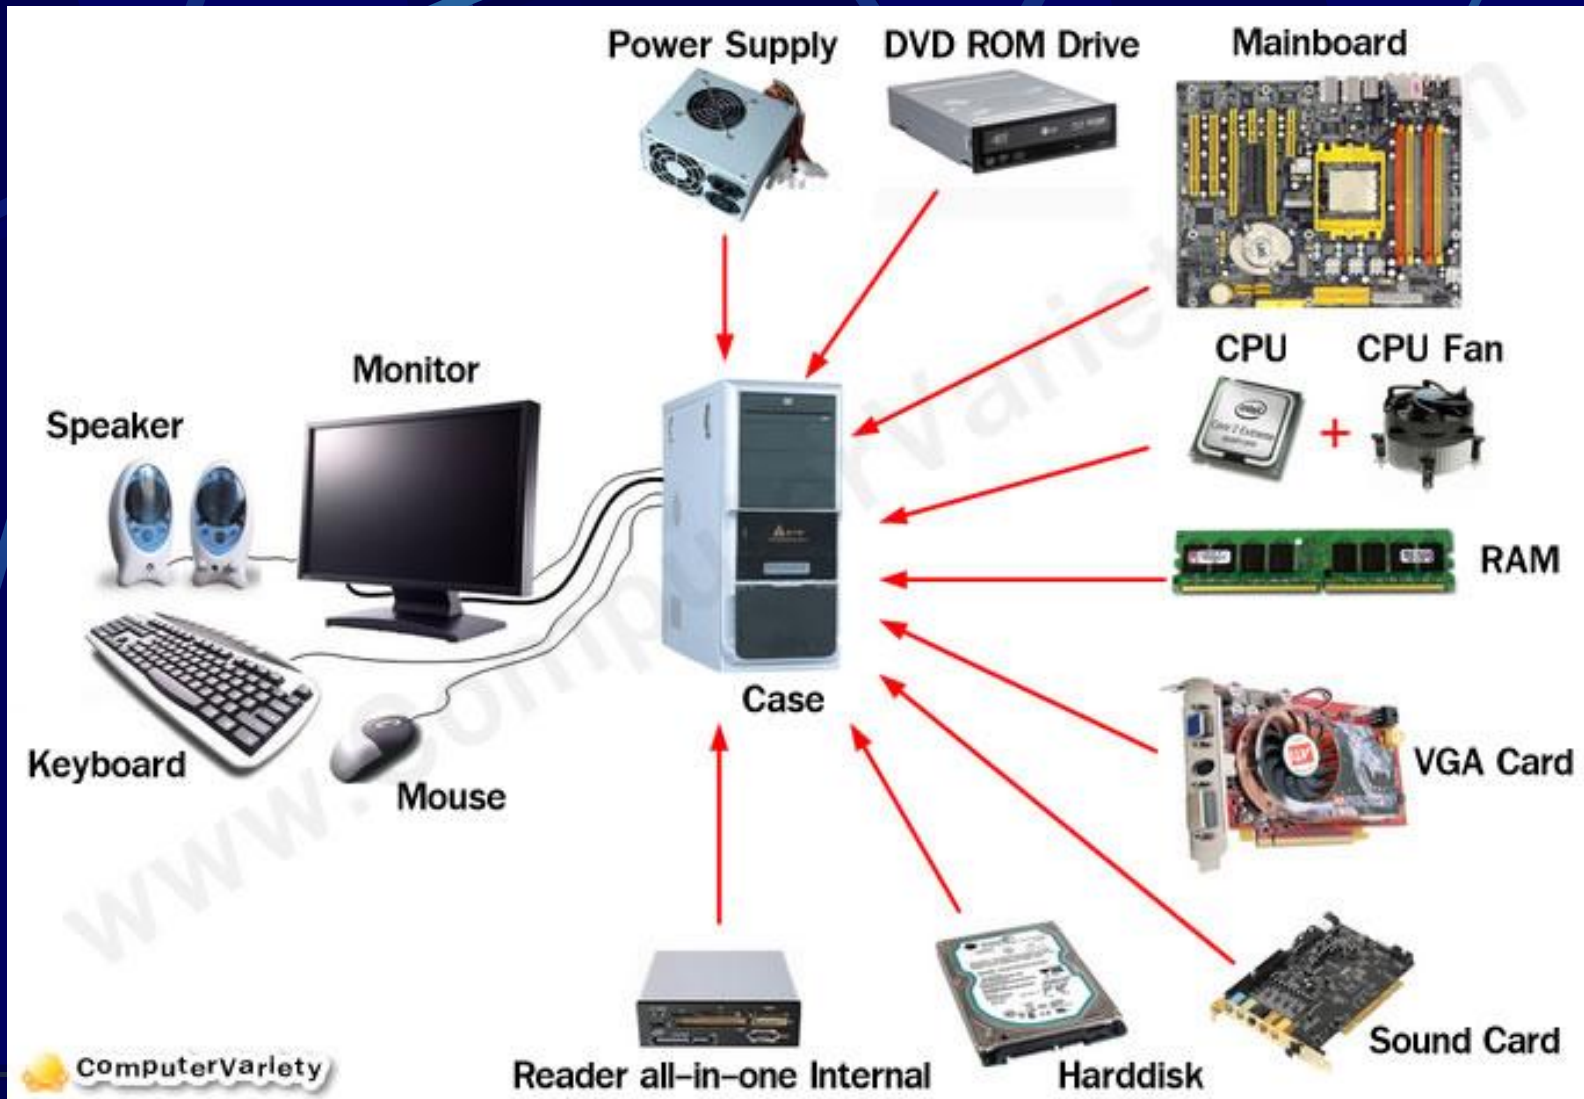 Power Supply
DVD ROM Drive
Mainboard
CPU
CPU Fan
Monitor
Speaker
RAM
Case
Keyboard
Mouse
VGA Card
Sound Card
Reader all-in-one Internal
Harddisk
ComputerVariety